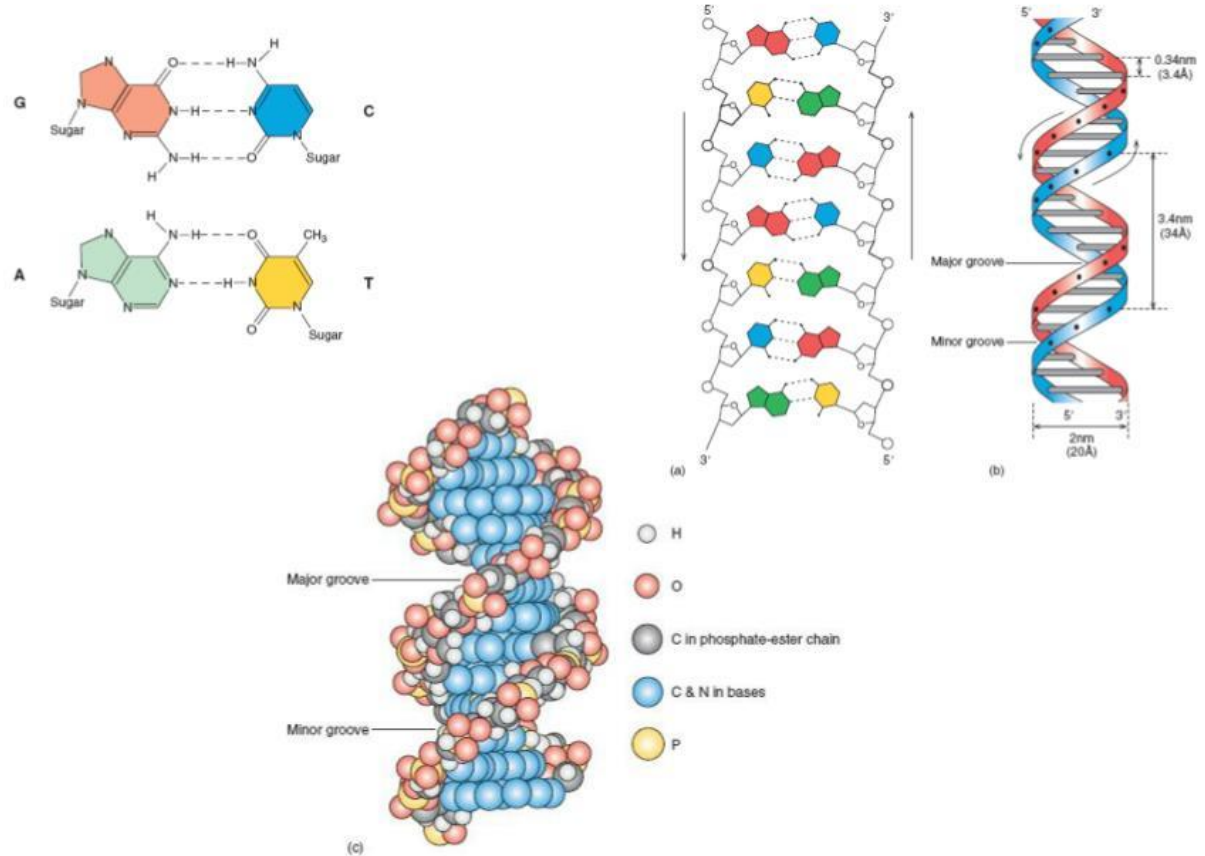 H
O
H
N
H
N
G
N
H
N
C
N
N
N
Sugar
N
H
O
Sugar
H
H
N
H
O
CH3
N
A
N
H
N
T
N
N
N
Sugar
O
Sugar
5′
3′
3′
5′
(a)
5′
3′
0.34nm
(3.4Å)
3.4nm
(34Å)
Major groove
Minor groove
5′
3′
2nm
(20Å)
(b)
H
Major groove
O
C in phosphate-ester chain
C & N in bases
Minor groove
P
(c)